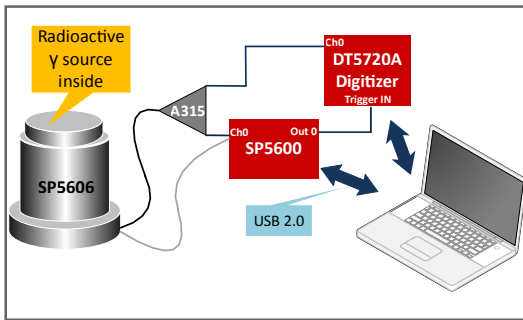 Radioactive
γ source
inside
SP5606
A315
Ch0
DT5720A
Digitizer
Trigger IN
Ch0
Out 0
SP5600
USB 2.0